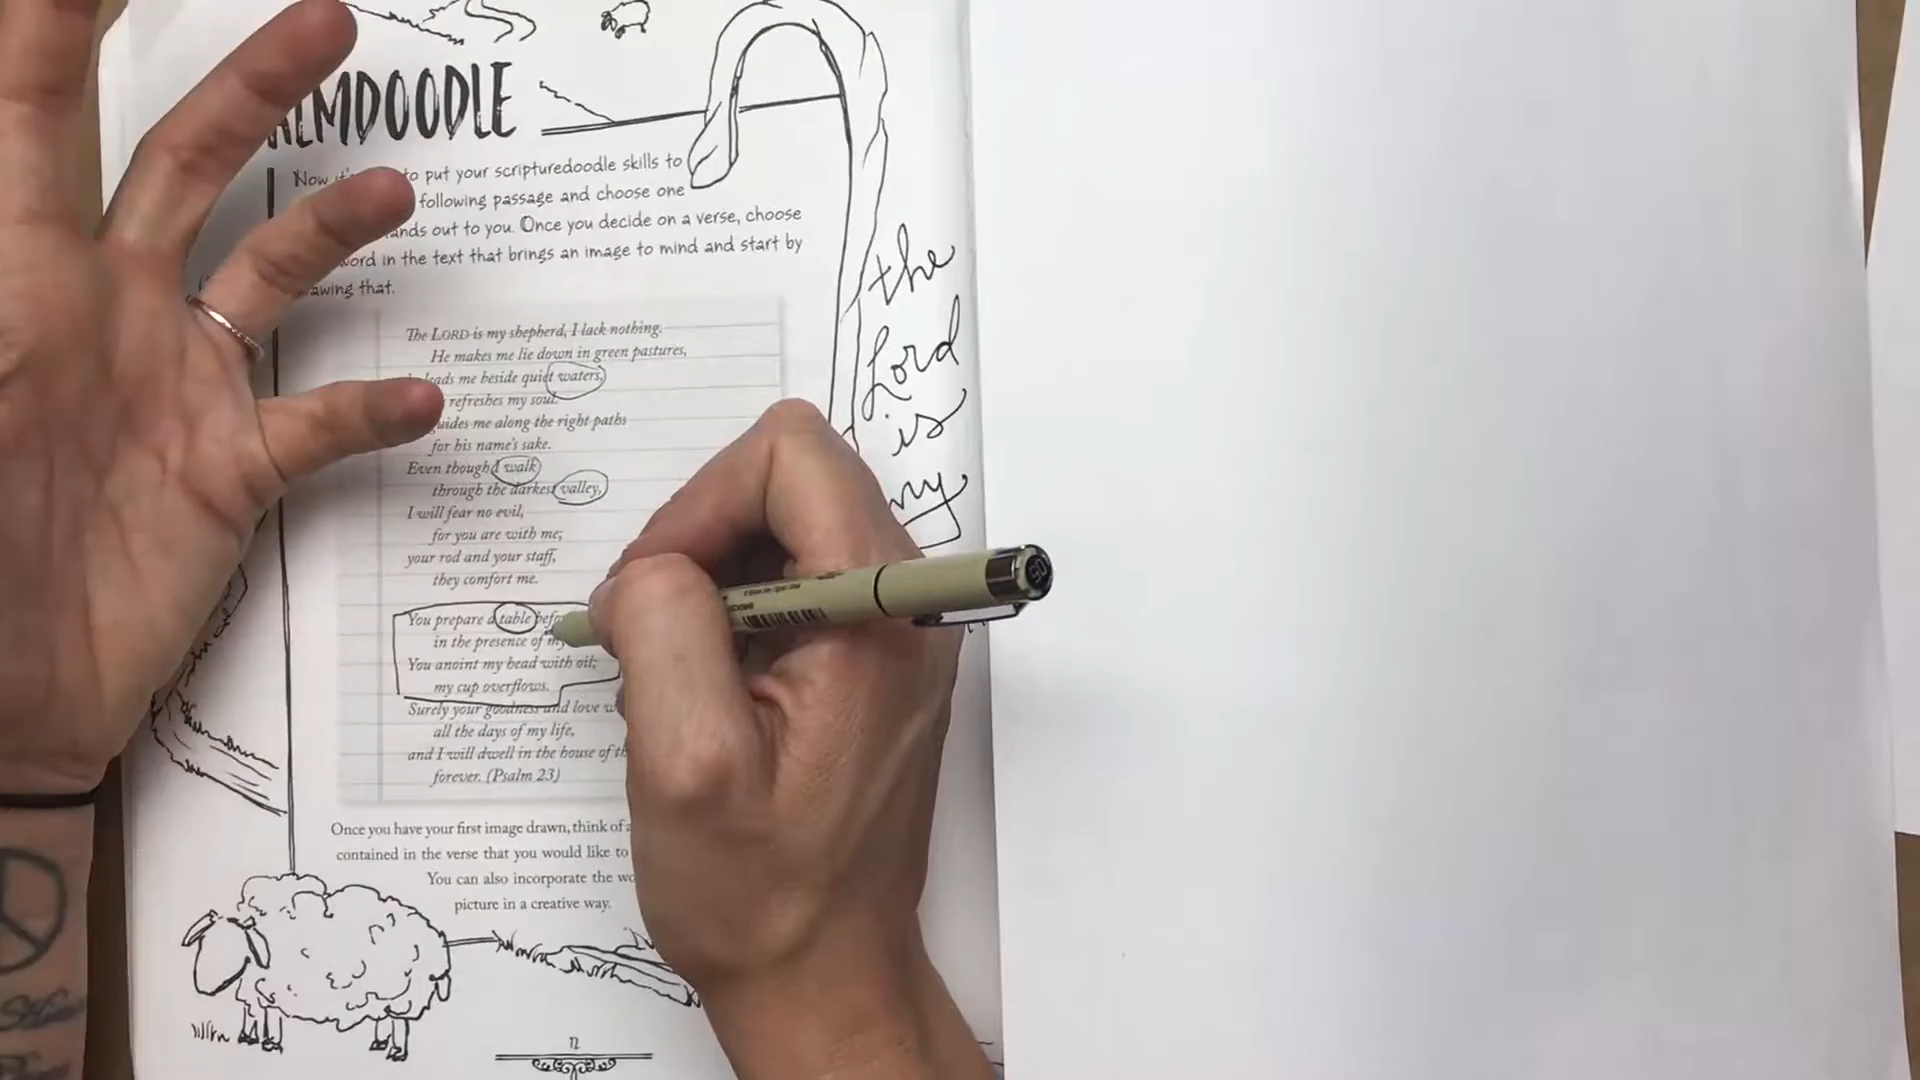 LMDOODLE
Now to put your scripturedoodle skills to
following passage and choose one
out to you. Once you decide on a verse, choose
word in the text that brings an image to mind and start by
that.
The LORD is my shepherd, I lack nothing.
He makes me lie down in green pastures,
me beside quiet waters,
refreshes my soul.
me along the right paths
for his name's sake.
Even though I walk
through the darkest valley,
I will fear no evil,
for you are with me;
your rod and your staff,
they comfort me.
You prepare a table
in the presence of
You anoint my head with oil;
my cup overflows.
Surely your goodness and love
all the days of my life,
and I will dwell in the house of
forever. (Psalm 23)
Once you have your first image drawn, think of
contained in the verse that you would like to
You can also incorporate the
picture in a creative way.
the
Lord
is
my
05
12